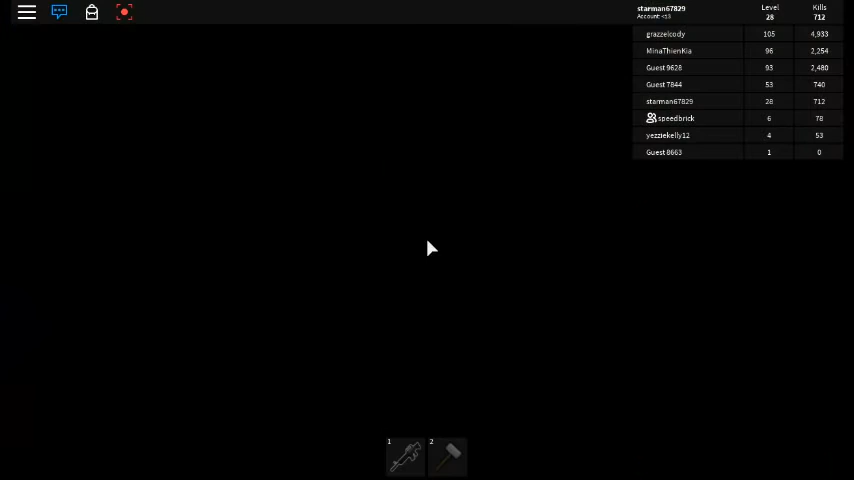 starman67829 Level Kills
Account: <13 28 712
grazzelcody 105 4,933
MinaThienKia 96 2,254
Guest 9628 93 2,480
Guest 7844 53 740
starman67829 28 712
speedbrick 6 78
yezziekelly12 4 53
Guest 8663 1 0
1 2